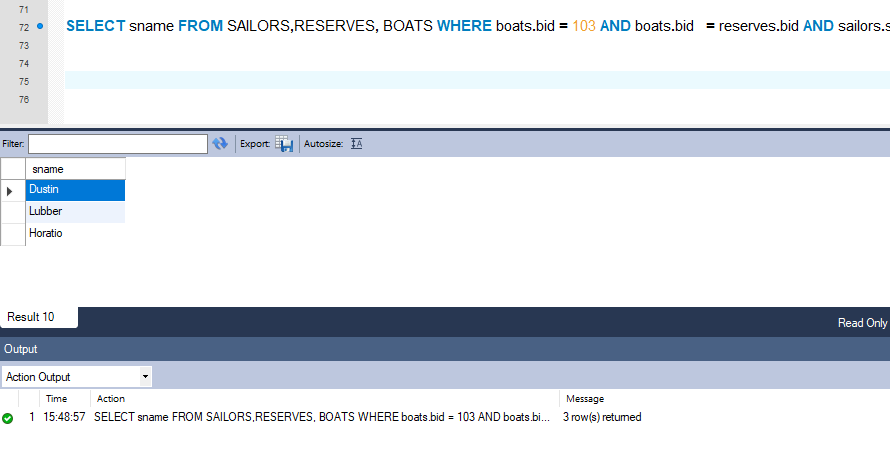 71
72 SELECT sname FROM SAILORS,RESERVES, BOATS WHERE boats.bid = 103 AND boats.bid = reserves.bid AND sailors.s
73
74
75
76
Filter: Export: Autosize:
sname
Dustin
Lubber
Horatio
Result 10
Read Only
Output
Action Output
Time Action Message
1 15:48:57 SELECT sname FROM SAILORS,RESERVES, BOATS WHERE boats.bid = 103 AND boats.bi... 3 row(s) returned